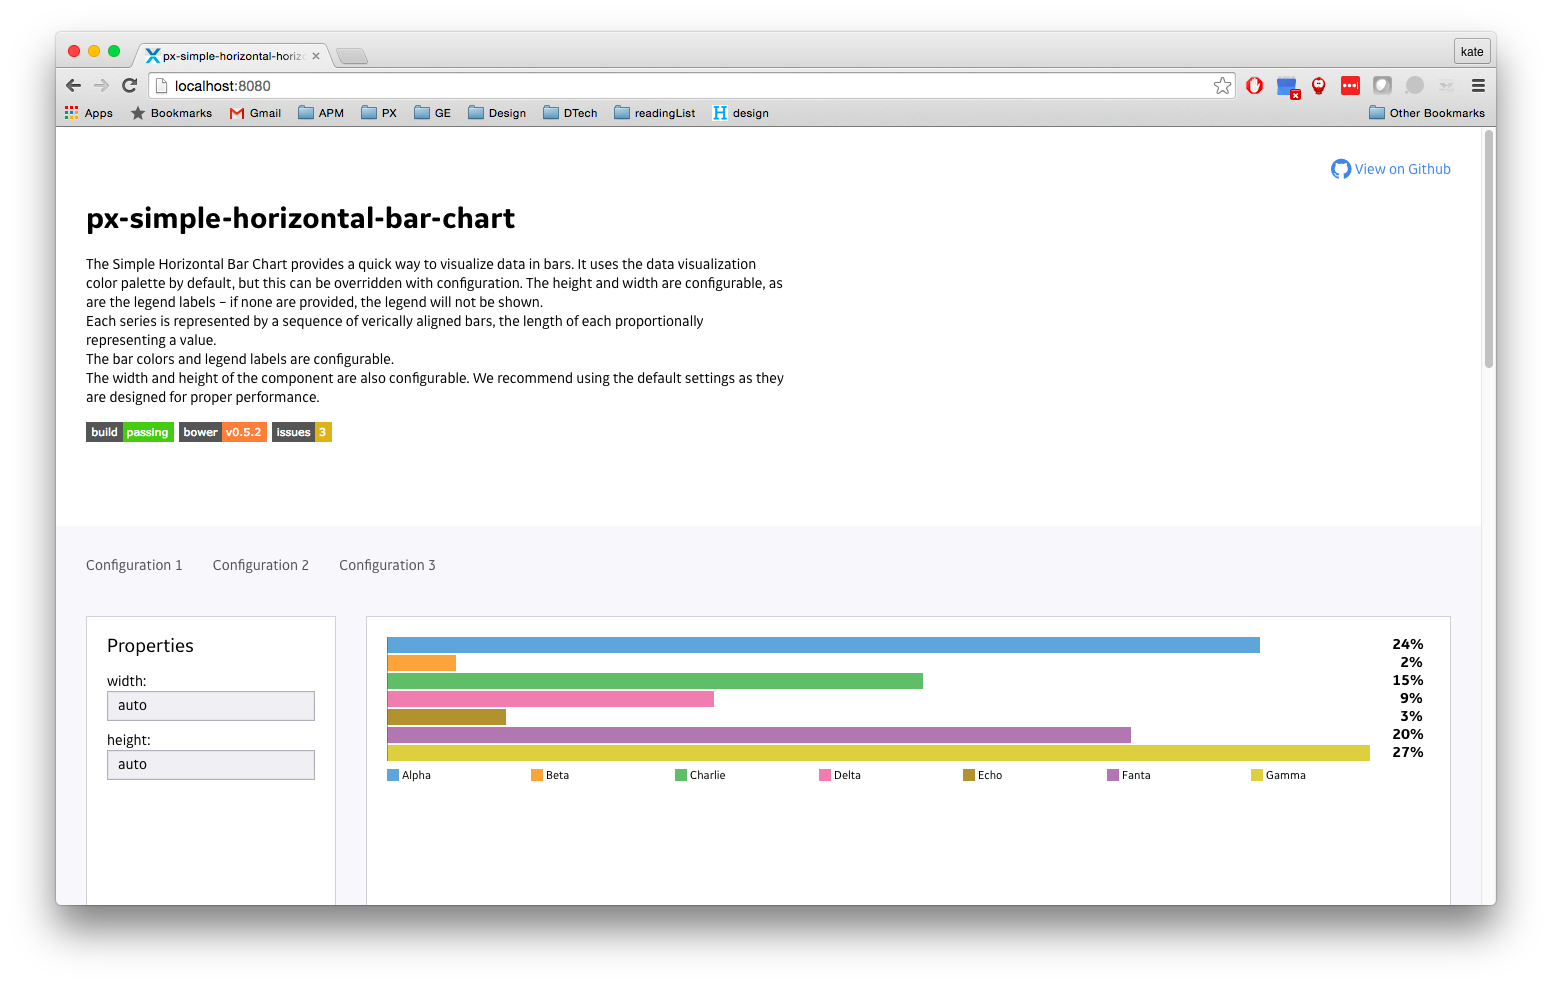 px-simple-horizontal-horiz
kate
localhost:8080
Apps Bookmarks Gmail APM PX GE Design DTech readingList H design Other Bookmarks
View on Github
px-simple-horizontal-bar-chart
The Simple Horizontal Bar Chart provides a quick way to visualize data in bars. It uses the data visualization
color palette by default, but this can be overridden with configuration. The height and width are configurable, as
are the legend labels – if none are provided, the legend will not be shown.
Each series is represented by a sequence of verically aligned bars, the length of each proportionally
representing a value.
The bar colors and legend labels are configurable.
The width and height of the component are also configurable. We recommend using the default settings as they
are designed for proper performance.
build passing bower v0.5.2 issues 3
Configuration 1 Configuration 2 Configuration 3
Properties
width:
auto
height:
auto
24%
2%
15%
9%
3%
20%
27%
Alpha Beta Charlie Delta Echo Fanta Gamma